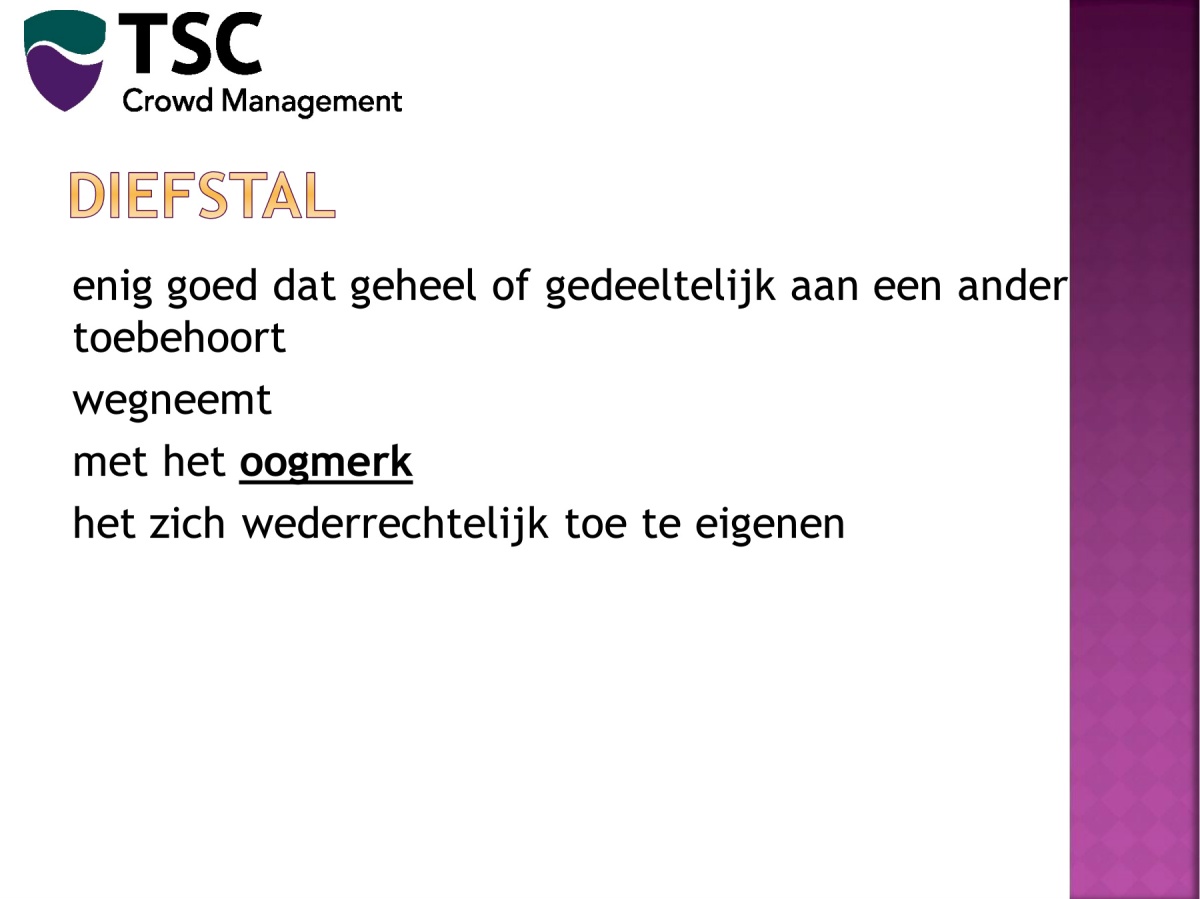 TSC
Crowd Management
DIEFSTAL
enig goed dat geheel of gedeeltelijk aan een ander
toebehoort
wegneemt
met het oogmerk
het zich wederrechtelijk toe te eigenen